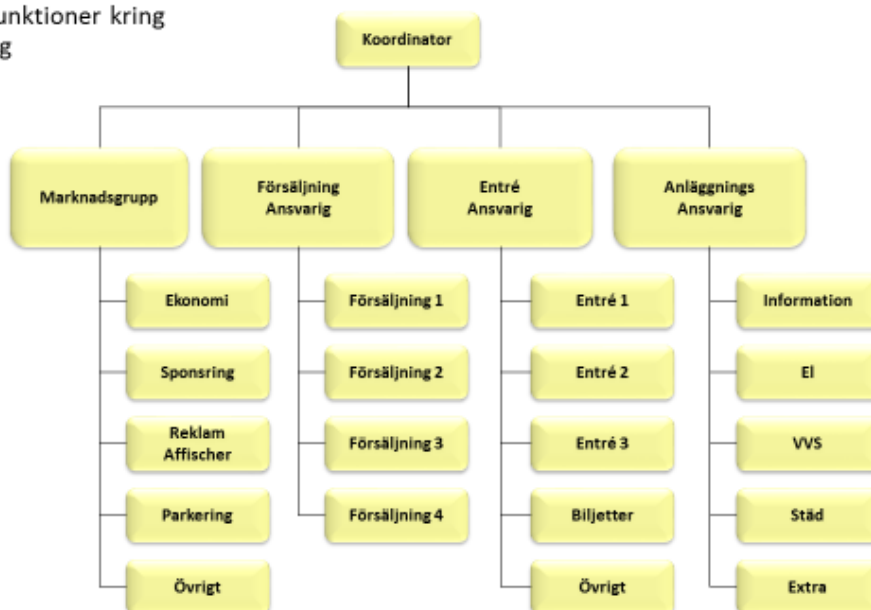 unktioner kring
g
Koordinator
Marknadsgrupp
Försäljning
Ansvarig
Entré
Ansvarig
Anläggnings
Ansvarig
Ekonomi
Sponsring
Reklam
Affischer
Parkering
Övrigt
Försäljning 1
Försäljning 2
Försäljning 3
Försäljning 4
Entré 1
Entré 2
Entré 3
Biljetter
Övrigt
Information
El
VVS
Städ
Extra